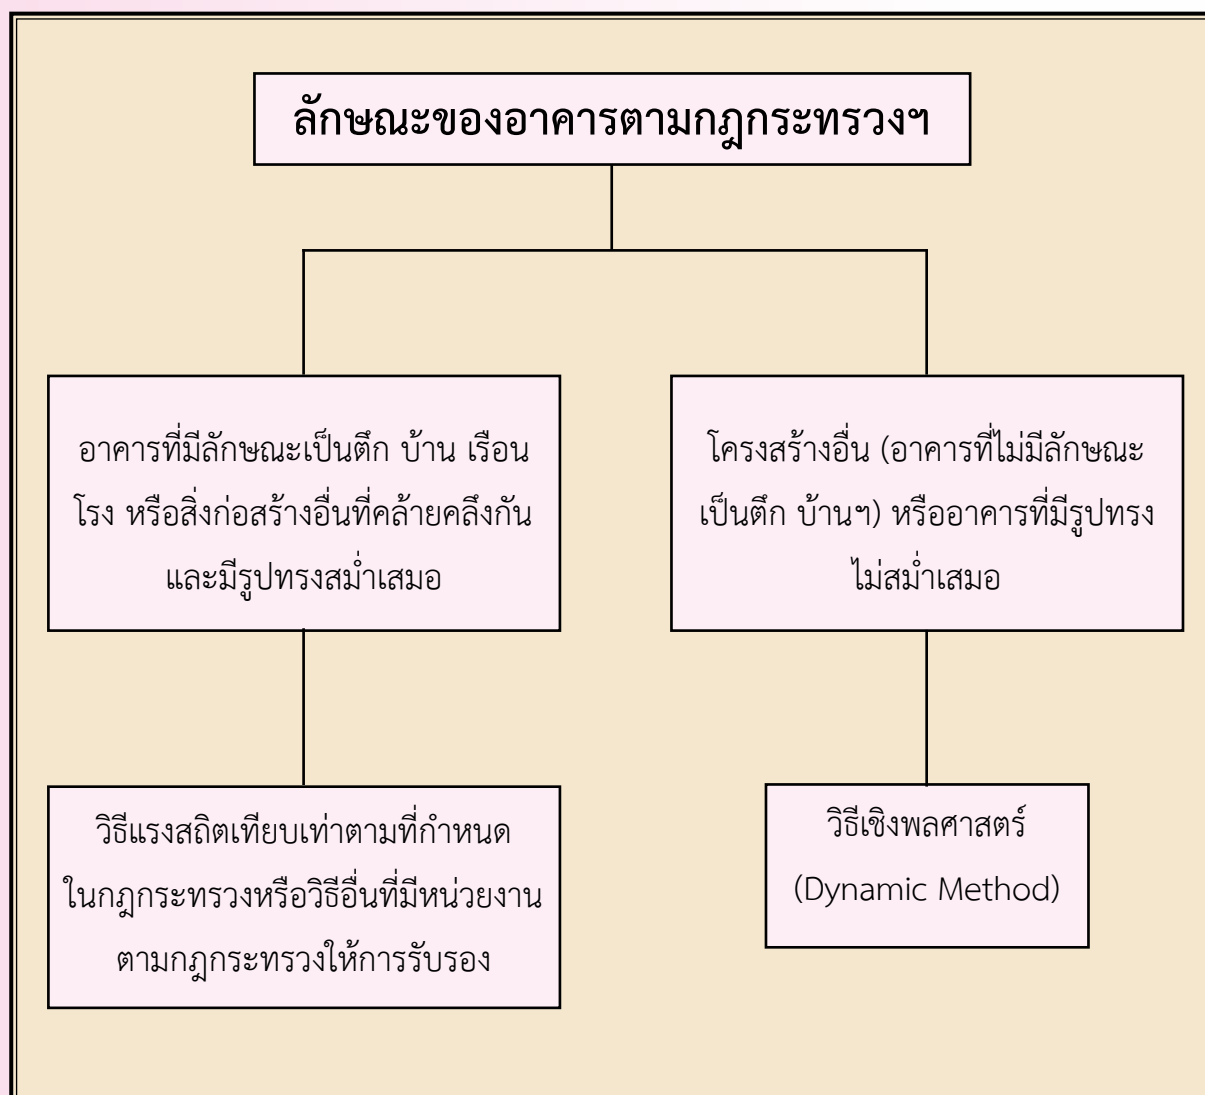 ลักษณะของอาคารตามกฎกระทรวงฯ
อาคารที่มีลักษณะเป็นตึก บ้าน เรือน
โรง หรือสิ่งก่อสร้างอื่นที่คล้ายคลึงกัน
และมีรูปทรงสม่ำเสมอ
โครงสร้างอื่น (อาคารที่ไม่มีลักษณะ
เป็นตึก บ้านฯ) หรืออาคารที่มีรูปทรง
ไม่สม่ำเสมอ
วิธีแรงสถิตเทียบเท่าตามที่กำหนด
ในกฎกระทรวงหรือวิธีอื่นที่มีหน่วยงาน
ตามกฎกระทรวงให้การรับรอง
วิธีเชิงพลศาสตร์
(Dynamic Method)